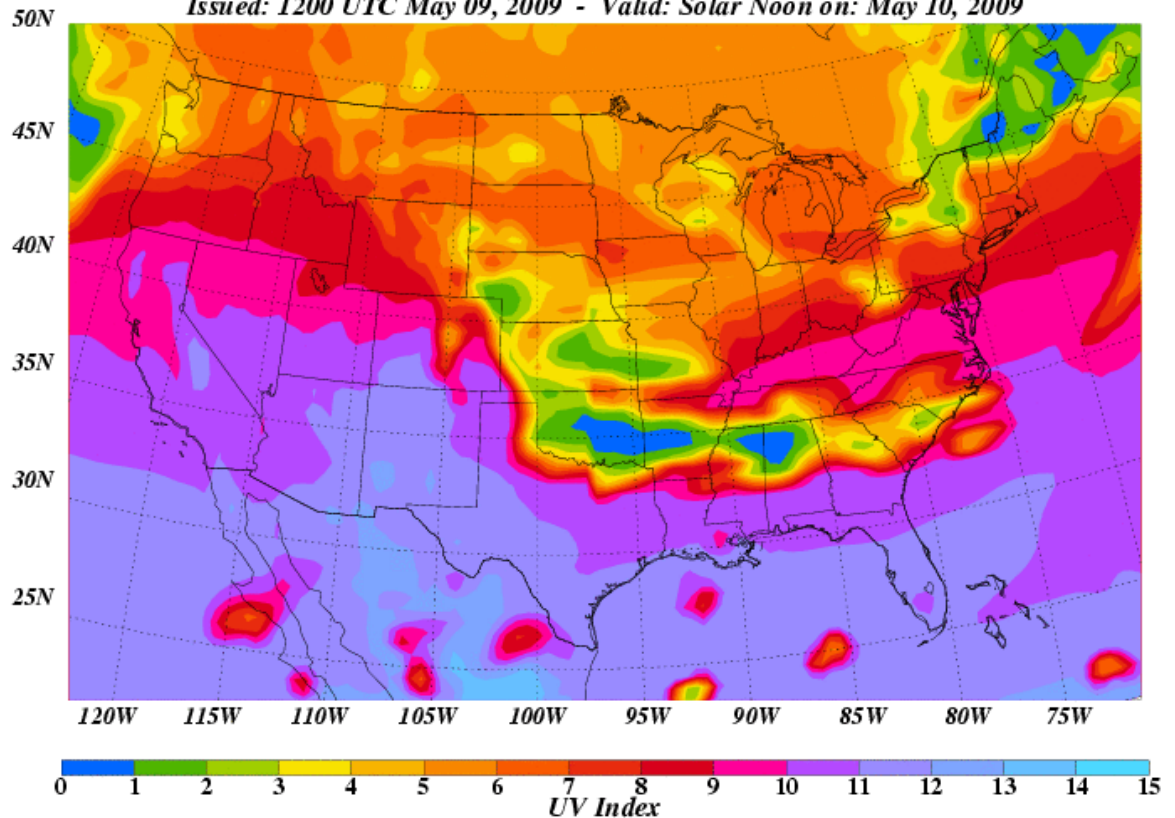 Issued: 1200 UTC May 09, 2009 - Valid: Solar Noon on: May 10, 2009
50N
45N
40N
35N
30N
25N
120W 115W 110W 105W 100W 95W 90W 85W 80W 75W
0 1 2 3 4 5 6 7 8 9 10 11 12 13 14 15
UV Index